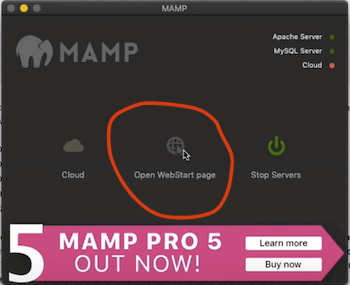 MAMP
Apache Server
MySQL Server
Cloud
MAMP
Cloud
Open WebStart page
Stop Servers
5
MAMP PRO 5
OUT NOW!
Learn more
Buy now